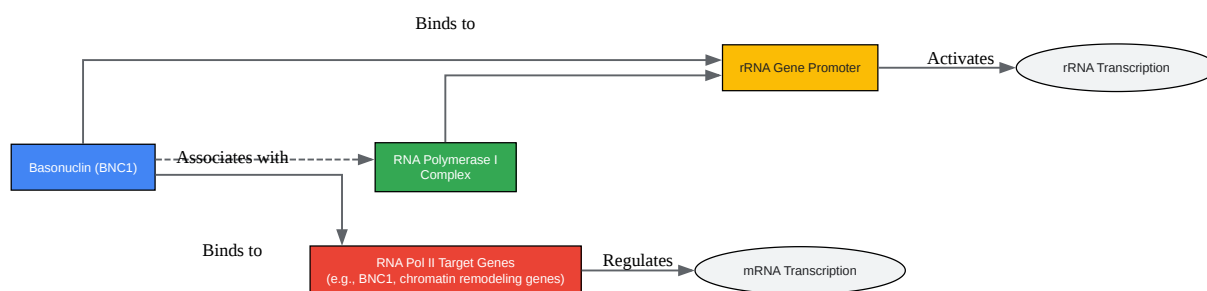 Binds to
rRNA Gene Promoter
Activates
rRNA Transcription
Basonuclin (BNC1)
Associates with
RNA Polymerase I
Complex
Binds to
RNA Pol II Target Genes
(e.g., BNC1, chromatin remodeling genes)
Regulates
mRNA Transcription